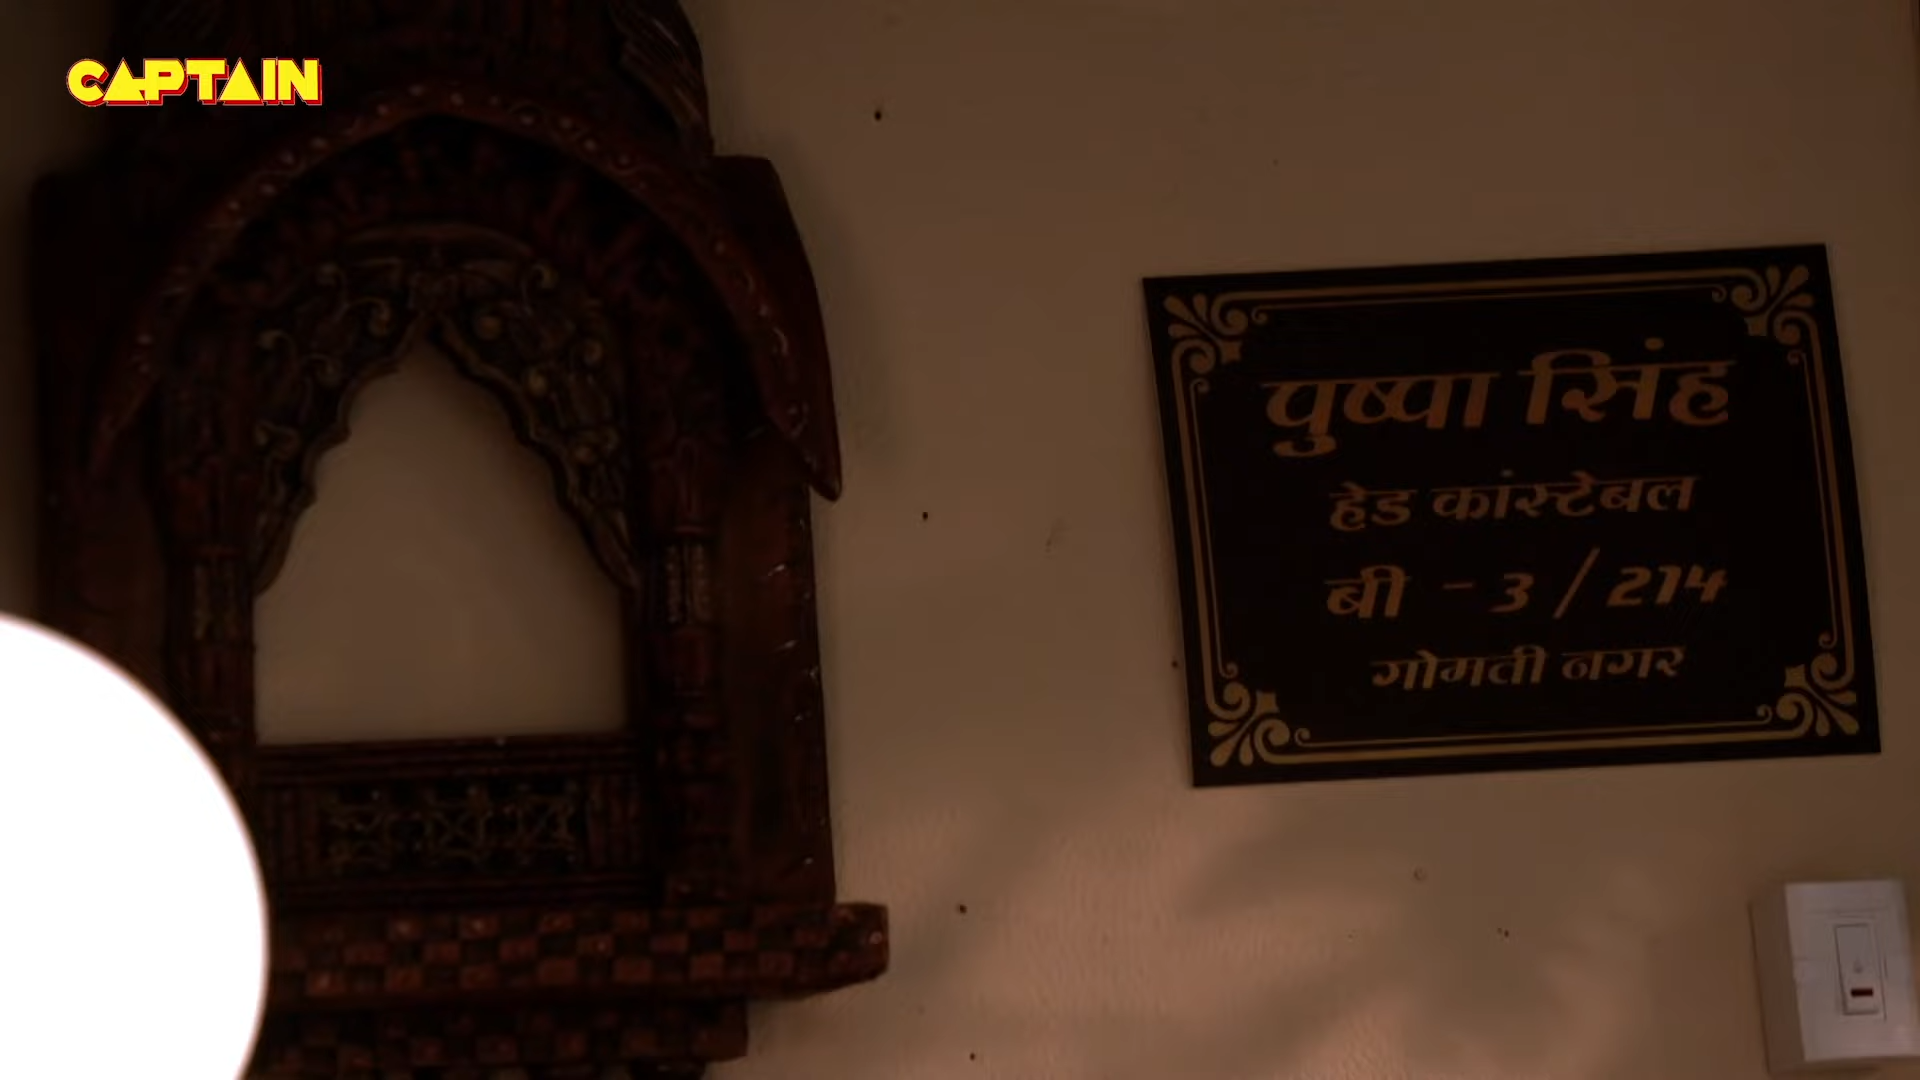 CAPTAIN
पुष्पा सिंह
हेड कांस्टेबल
बी - 3 / 214
गोमती नगर